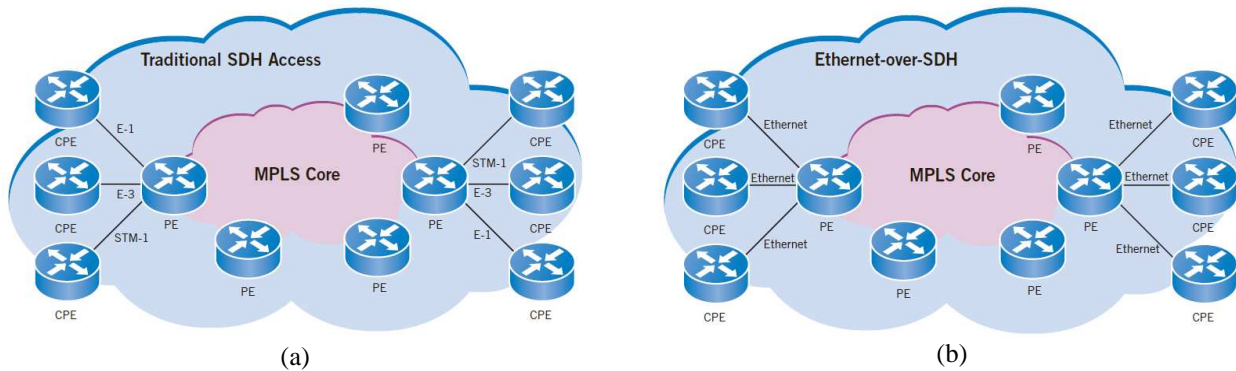 Traditional SDH Access
CPE
E-1
PE
CPE
STM-1
MPLS Core
CPE
E-3
PE
PE
E-3
CPE
STM-1
E-1
CPE
PE
PE
CPE
(a)
Ethernet-over-SDH
CPE
Ethernet
PE
Ethernet
CPE
MPLS Core
CPE
Ethernet
PE
PE
Ethernet
CPE
Ethernet
Ethernet
CPE
PE
PE
CPE
(b)